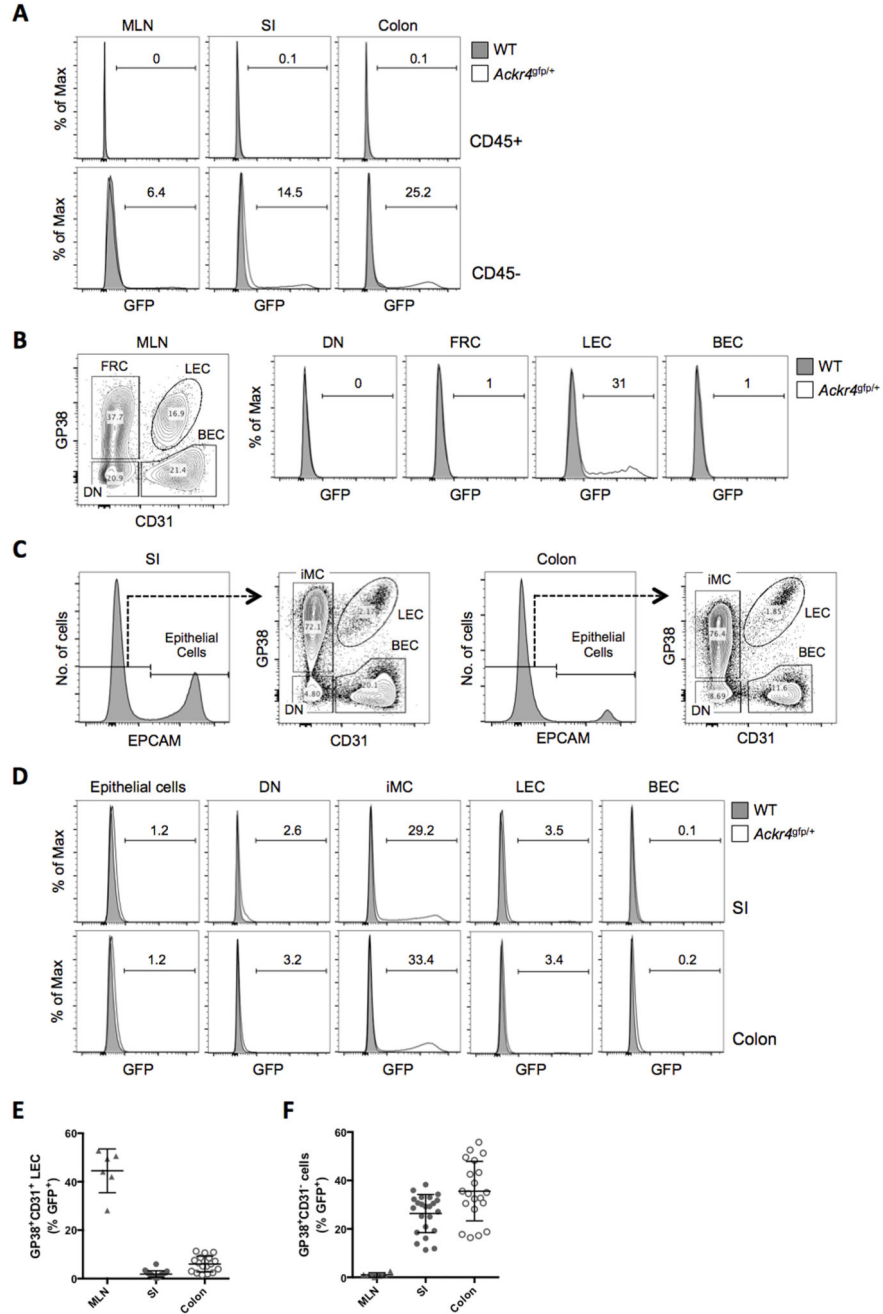 A
MLN SI Colon
WT
Ackr4gfp/+
% of Max
0 0.1 0.1
CD45+
% of Max
6.4 14.5 25.2
CD45-
GFP GFP GFP
B
MLN DN FRC LEC BEC
WT
Ackr4gfp/+
FRC LEC
GP38
37.7 16.9
BEC
20.9 21.4
DN
CD31
% of Max
0 1 31 1
GFP GFP GFP GFP
C
SI Colon
No. of cells
Epithelial
Cells
EPCAM
iMC
GP38
72.1 2.17
LEC
BEC
4.80 20.1
DN
CD31
No. of cells
Epithelial
Cells
EPCAM
iMC
GP38
76.4 1.85
LEC
BEC
8.69 11.6
DN
CD31
D
Epithelial cells DN iMC LEC BEC
WT
Ackr4gfp/+
% of Max
1.2 2.6 29.2 3.5 0.1
SI
% of Max
1.2 3.2 33.4 3.4 0.2
Colon
GFP GFP GFP GFP GFP
E
GP38+CD31+ LEC
(% GFP+)
60
40
20
0
MLN SI Colon
F
GP38+CD31- cells
(% GFP+)
60
40
20
0
MLN SI Colon